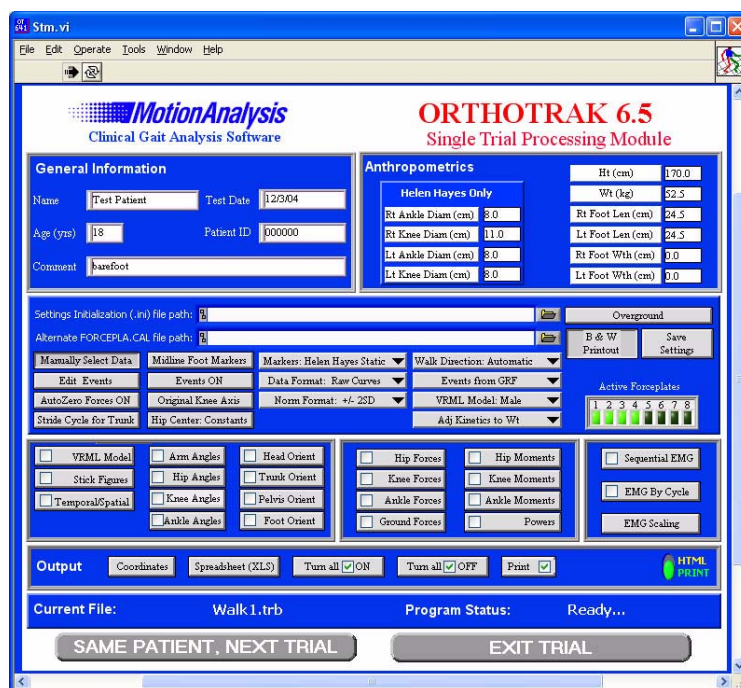 OT
641
Stm.vi
File Edit Operate Tools Window Help
MotionAnalysis
Clinical Gait Analysis Software
ORTHOTRAK 6.5
Single Trial Processing Module
General Information
Name Test Patient Test Date 12/3/04
Age (yrs) 18 Patient ID 000000
Comment barefoot
Anthropometrics
Helen Hayes Only
Rt Ankle Diam (cm) 8.0
Rt Knee Diam (cm) 11.0
Lt Ankle Diam (cm) 8.0
Lt Knee Diam (cm) 8.0
Ht (cm) 170.0
Wt (kg) 52.5
Rt Foot Len (cm) 24.5
Lt Foot Len (cm) 24.5
Rt Foot Wth (cm) 0.0
Lt Foot Wth (cm) 0.0
Settings Initialization (.ini) file path:
Alternate FORCEPLA.CAL file path:
Overground
B & W Printout
Save Settings
Manually Select Data Midline Foot Markers Markers: Helen Hayes Static Walk Direction: Automatic
Edit Events Events ON Data Format: Raw Curves Events from GRF
AutoZero Forces ON Original Knee Axis Norm Format: +/- 2SD VRML Model: Male
Stride Cycle for Trunk Hip Center: Constants Adj Kinetics to Wt
Active Forceplates
1 2 3 4 5 6 7 8
VRML Model Arm Angles Head Orient
Stick Figures Hip Angles Trunk Orient
Temporal/Spatial Knee Angles Pelvis Orient
Ankle Angles Foot Orient
Hip Forces Hip Moments
Knee Forces Knee Moments
Ankle Forces Ankle Moments
Ground Forces Powers
Sequential EMG
EMG By Cycle
EMG Scaling
Output Coordinates Spreadsheet (XLS) Turn all ON Turn all OFF Print
HTML
PRINT
Current File: Walk1.trb Program Status: Ready...
SAME PATIENT, NEXT TRIAL EXIT TRIAL